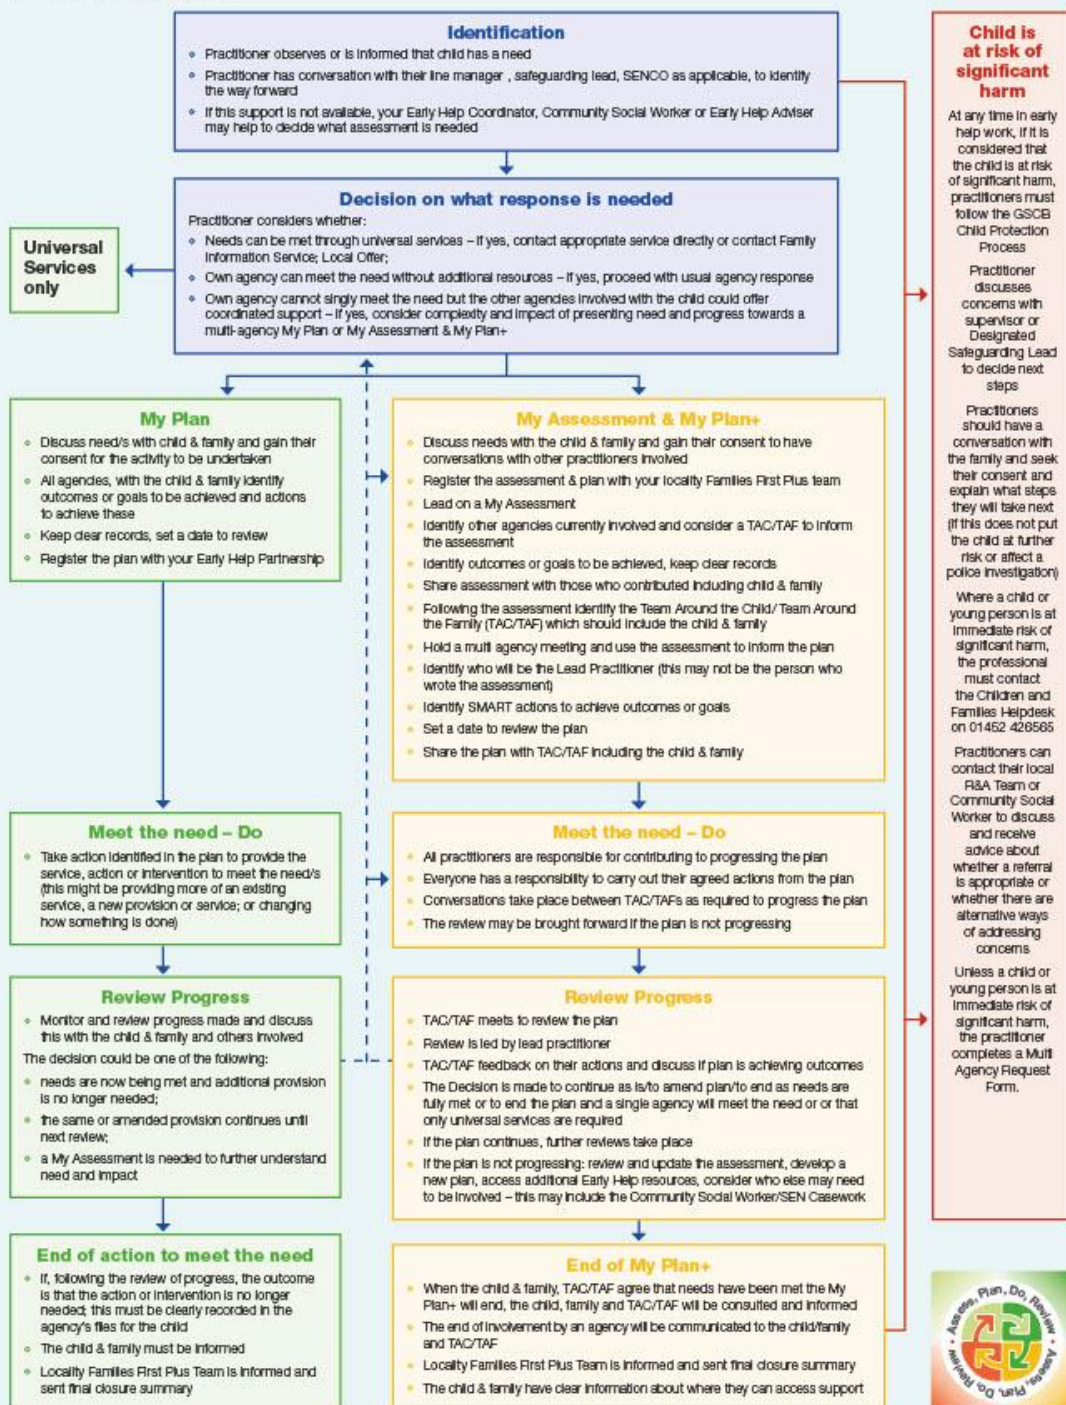 Identification
Practitioner observes or is informed that child has a need
Practitioner has conversation with their line manager , safeguarding lead, SENCO as applicable, to identify
the way forward
If this support is not available, your Early Help Coordinator, Community Social Worker or Early Help Adviser
may help to decide what assessment is needed
Decision on what response is needed
Practitioner considers whether:
Needs can be met through universal services – if yes, contact appropriate service directly or contact Family
Information Service; Local Offer;
Own agency can meet the need without additional resources – if yes, proceed with usual agency response
Own agency cannot singly meet the need but the other agencies involved with the child could offer
coordinated support – if yes, consider complexity and impact of presenting need and progress towards a
multi-agency My Plan or My Assessment & My Plan+
Universal
Services
only
My Plan
Discuss need/s with child & family and gain their
consent for the activity to be undertaken
All agencies, with the child & family identify
outcomes or goals to be achieved and actions
to achieve these
Keep clear records, set a date to review
Register the plan with your Early Help Partnership
Meet the need – Do
Take action identified in the plan to provide the
service, action or intervention to meet the need/s
(this might be providing more of an existing
service, a new provision or service; or changing
how something is done)
Review Progress
Monitor and review progress made and discuss
this with the child & family and others involved
The decision could be one of the following:
needs are now being met and additional provision
is no longer needed;
the same or amended provision continues until
next review;
a My Assessment is needed to further understand
need and impact
End of action to meet the need
If, following the review of progress, the outcome
is that the action or intervention is no longer
needed; this must be clearly recorded in the
agency's files for the child
The child & family must be informed
Locality Families First Plus Team is informed and
sent final closure summary
My Assessment & My Plan+
Discuss needs with the child & family and gain their consent to have
conversations with other practitioners involved
Register the assessment & plan with your locality Families First Plus team
Lead on a My Assessment
Identify other agencies currently involved and consider a TAC/TAF to inform
the assessment
Identify outcomes or goals to be achieved, keep clear records
Share assessment with those who contributed including child & family
Following the assessment identify the Team Around the Child/ Team Around
the Family (TAC/TAF) which should include the child & family
Hold a multi agency meeting and use the assessment to inform the plan
Identify who will be the Lead Practitioner (this may not be the person who
wrote the assessment)
Identify SMART actions to achieve outcomes or goals
Set a date to review the plan
Share the plan with TAC/TAF including the child & family
Meet the need – Do
All practitioners are responsible for contributing to progressing the plan
Everyone has a responsibility to carry out their agreed actions from the plan
Conversations take place between TAC/TAFs as required to progress the plan
The review may be brought forward if the plan is not progressing
Review Progress
TAC/TAF meets to review the plan
Review is led by lead practitioner
TAC/TAF feedback on their actions and discuss if plan is achieving outcomes
The Decision is made to continue as is/to amend plan/to end as needs are
fully met or to end the plan and a single agency will meet the need or or that
only universal services are required
If the plan continues, further reviews take place
If the plan is not progressing: review and update the assessment, develop a
new plan, access additional Early Help resources, consider who else may need
to be involved – this may include the Community Social Worker/SEN Casework
End of My Plan+
When the child & family, TAC/TAF agree that needs have been met the My
Plan+ will end, the child, family and TAC/TAF will be consulted and informed
The end of involvement by an agency will be communicated to the child/family
and TAC/TAF
Locality Families First Plus Team is informed and sent final closure summary
The child & family have clear information about where they can access support
Child is
at risk of
significant
harm
At any time in early
help work, if it is
considered that
the child is at risk
of significant harm,
practitioners must
follow the GSCB
Child Protection
Process
Practitioner
discusses
concerns with
supervisor or
Designated
Safeguarding Lead
to decide next
steps
Practitioners
should have a
conversation with
the family and seek
their consent and
explain what steps
they will take next
(if this does not put
the child at further
risk or affect a
police investigation)
Where a child or
young person is at
immediate risk of
significant harm,
the professional
must contact
the Children and
Families Helpdesk
on 01452 426565
Practitioners can
contact their local
R&A Team or
Community Social
Worker to discuss
and receive
advice about
whether a referral
is appropriate or
whether there are
alternative ways
of addressing
concerns
Unless a child or
young person is at
immediate risk of
significant harm,
the practitioner
completes a Multi
Agency Request
Form.
Assess, Plan, Do, Review • Assess, Plan, Do, Review •